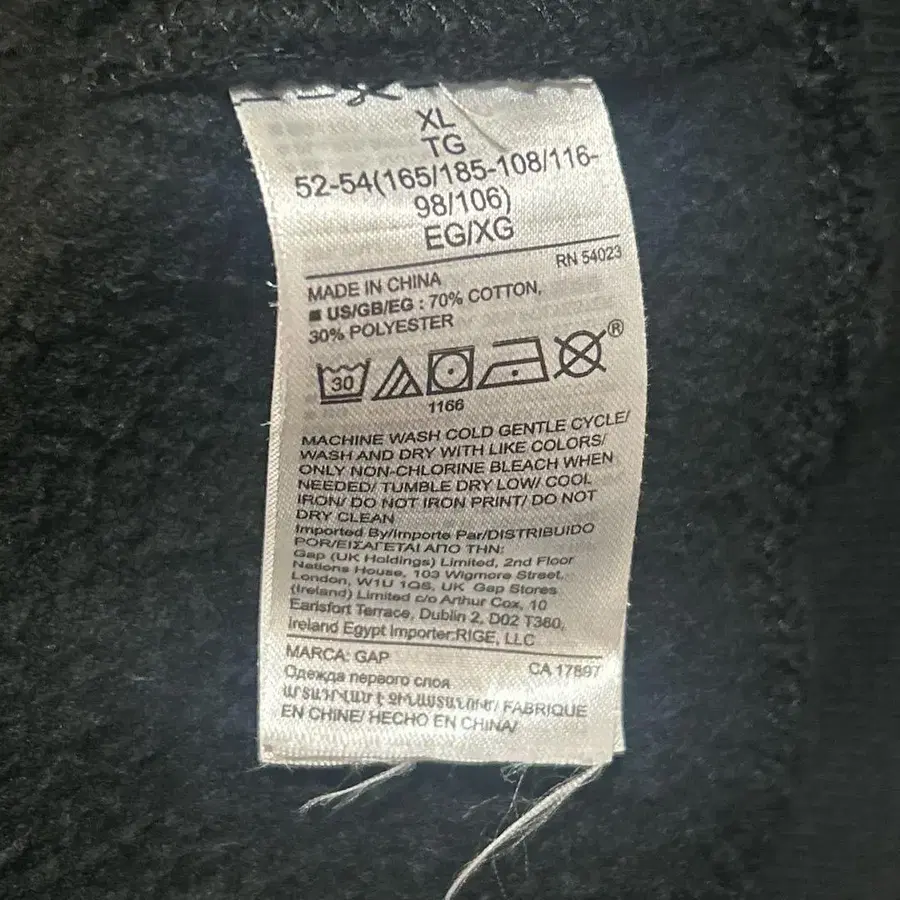 XL
TG
52-54(165/185-108/116-
98/106)
EG/XG
RN 54023
MADE IN CHINA
■ US/GB/EG : 70% COTTON,
30% POLYESTER
30
®
1166
MACHINE WASH COLD GENTLE CYCLE/
WASH AND DRY WITH LIKE COLORS/
ONLY NON-CHLORINE BLEACH WHEN
NEEDED/ TUMBLE DRY LOW/ COOL
IRON/ DO NOT IRON PRINT/ DO NOT
DRY CLEAN
Imported By/Importe Par/DISTRIBUIDO
POR/ΕΙΣΑΓΕΤΑΙ ΑΠΟ ΤΗΝ:
Gap (UK Holdings) Limited, 2nd Floor
Nations House, 103 Wigmore Street,
London, W1U 1QS, UK Gap Stores
(Ireland) Limited c/o Arthur Cox, 10
Earlsfort Terrace, Dublin 2, D02 T380,
Ireland Egypt Importer:RIGE, LLC
MARCA: GAP
CA 17897
Одежда первого слоя
ԱՐՏԱԴՐՎԱԾ Է ՉԻՆԱՍՏԱՆՈՒՄ/ FABRIQUE
EN CHINE/ HECHO EN CHINA/